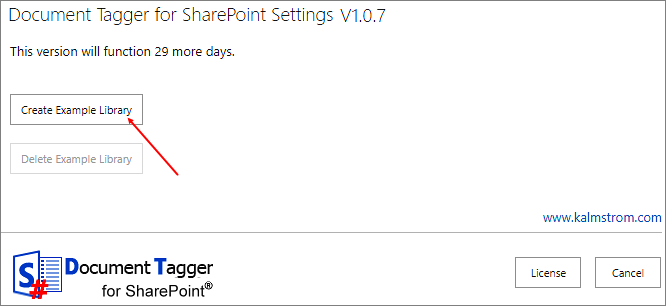 Document Tagger for SharePoint Settings V1.0.7
This version will function 29 more days.
Create Example Library
Delete Example Library
www.kalmstrom.com
S
#
Document Tagger
for SharePoint®
License
Cancel